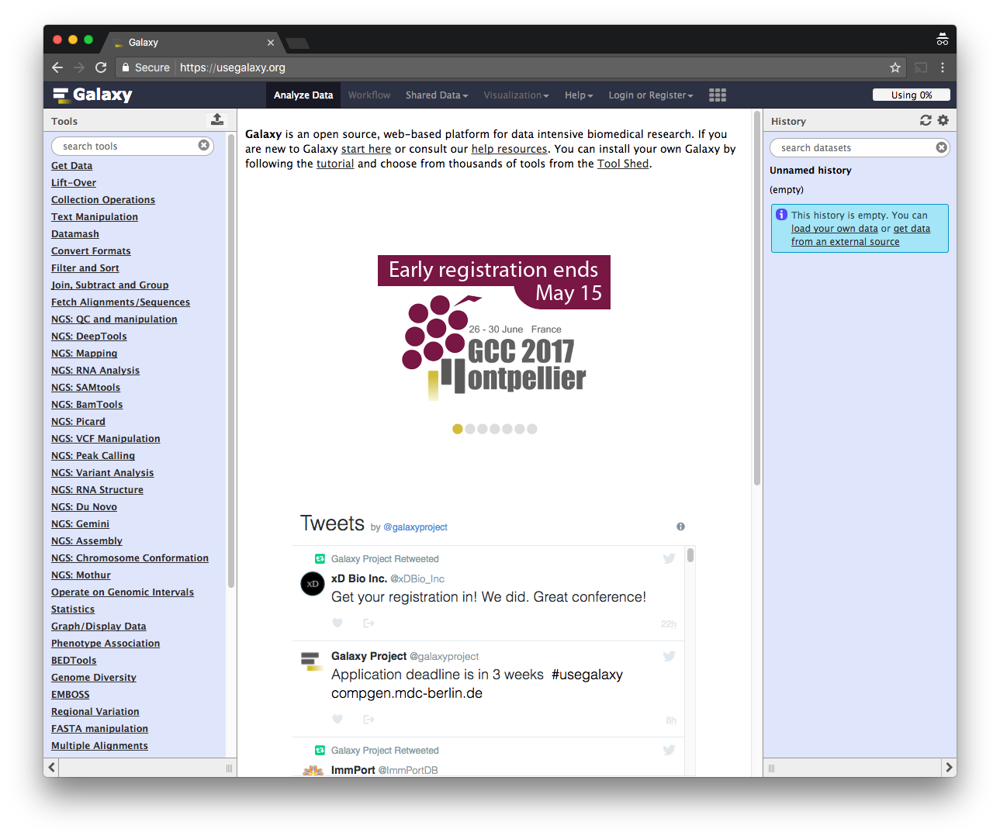 Galaxy
Secure https://usegalaxy.org
Galaxy Analyze Data Workflow Shared Data Visualization Help Login or Register Using 0%
Tools
search tools
Get Data
Lift-Over
Collection Operations
Text Manipulation
Datamash
Convert Formats
Filter and Sort
Join, Subtract and Group
Fetch Alignments/Sequences
NGS: QC and manipulation
NGS: DeepTools
NGS: Mapping
NGS: RNA Analysis
NGS: SAMtools
NGS: BamTools
NGS: Picard
NGS: VCF Manipulation
NGS: Peak Calling
NGS: Variant Analysis
NGS: RNA Structure
NGS: Du Novo
NGS: Gemini
NGS: Assembly
NGS: Chromosome Conformation
NGS: Mothur
Operate on Genomic Intervals
Statistics
Graph/Display Data
Phenotype Association
BEDTools
Genome Diversity
EMBOSS
Regional Variation
FASTA manipulation
Multiple Alignments
Galaxy is an open source, web-based platform for data intensive biomedical research. If you
are new to Galaxy start here or consult our help resources. You can install your own Galaxy by
following the tutorial and choose from thousands of tools from the Tool Shed.
Early registration ends
May 15
26 - 30 June France
GCC 2017
Montpellier
Tweets by @galaxyproject
Galaxy Project Retweeted
xD
xD Bio Inc. @xDBio_Inc
Get your registration in! We did. Great conference!
22h
Galaxy Project @galaxyproject
Application deadline is in 3 weeks #usegalaxy
compgen.mdc-berlin.de
8h
Galaxy Project Retweeted
ImmPort @ImmPortDB
History
search datasets
Unnamed history
(empty)
This history is empty. You can
load your own data or get data
from an external source